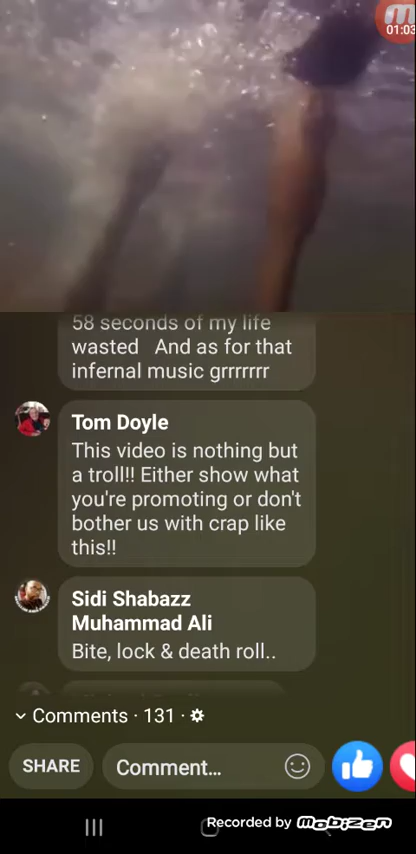 01:03
58 seconds of my life
wasted And as for that
infernal music grrrrrrr
Tom Doyle
This video is nothing but
a troll!! Either show what
you're promoting or don't
bother us with crap like
this!!
Sidi Shabazz
Muhammad Ali
Bite, lock & death roll..
Comments · 131 ·
SHARE
Comment...
Recorded by mobizen